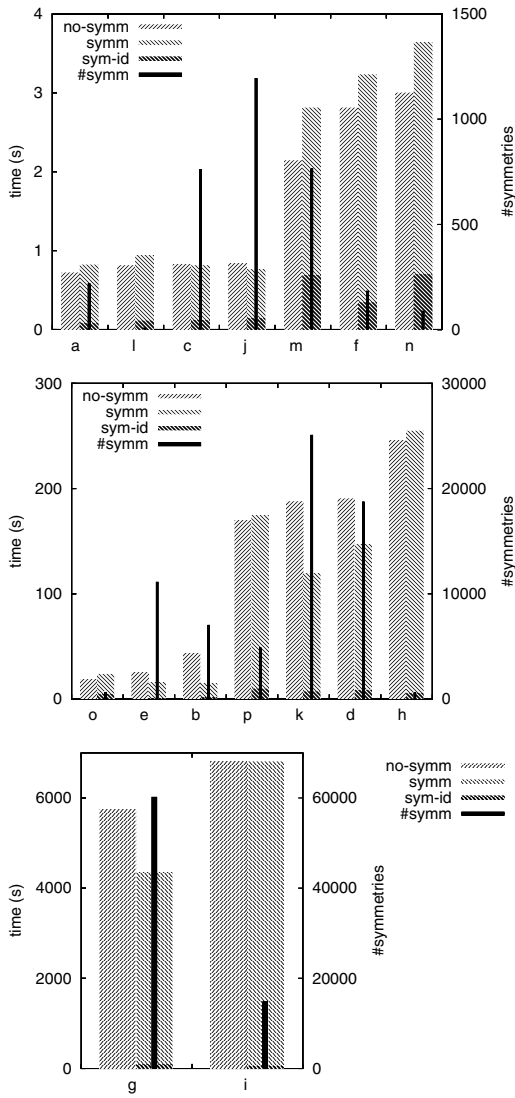 4
3
2
1
0
time (s)
no-symm
symm
sym-id
#symm
1500
1000
500
0
#symmetries
a l c j m f n
300
200
100
0
time (s)
no-symm
symm
sym-id
#symm
30000
20000
10000
0
#symmetries
o e b p k d h
6000
4000
2000
0
time (s)
60000
40000
20000
0
#symmetries
no-symm
symm
sym-id
#symm
g i